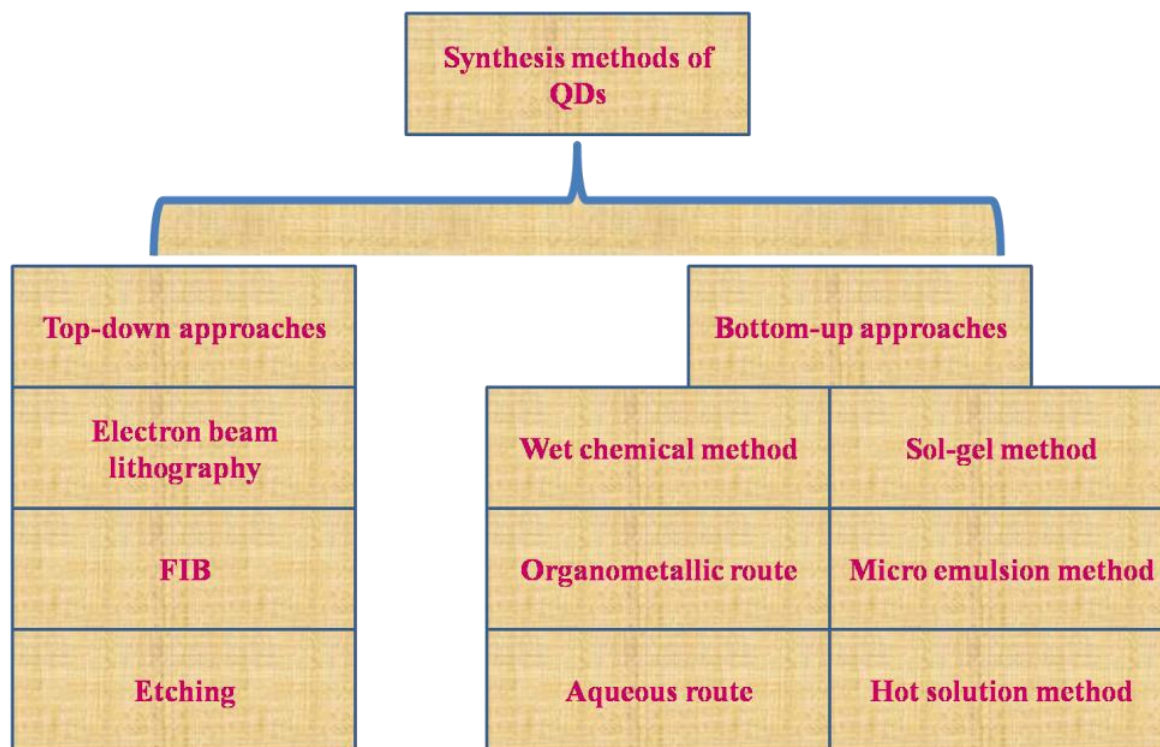 Synthesis methods of
QDs
Top-down approaches
Bottom-up approaches
Electron beam
lithography
Wet chemical method
Sol-gel method
FIB
Organometallic route
Micro emulsion method
Etching
Aqueous route
Hot solution method